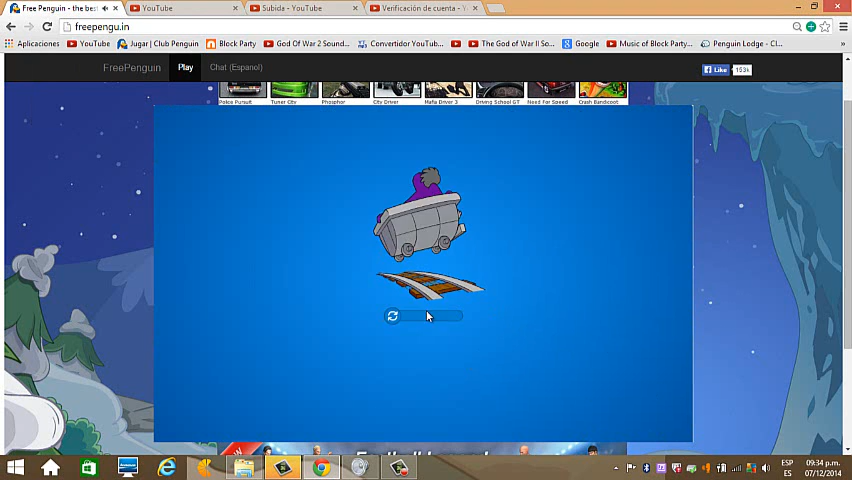 Free Penguin - the best
YouTube
Subida - YouTube
Verificación de cuenta - Y
freepengu.in
Aplicaciones
YouTube
Jugar | Club Penguin
Block Party
God Of War 2 Sound...
Convertidor YouTub...
The God of War II So...
Google
Music of Block Party...
Penguin Lodge - Cl...
FreePenguin
Play
Chat (Espanol)
Like
193k
Police Pursuit
Tuner City
Phosphor
City Driver
Mafia Driver 3
Driving School GT
Need For Speed
Crash Bandicoot
ESP
ES
09:34 p.m.
07/12/2014